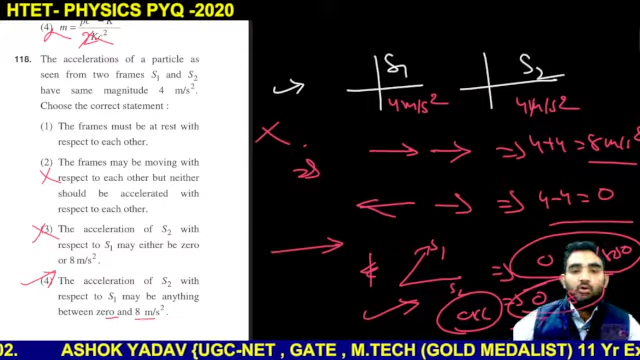 HTET- PHYSICS PYQ -2020
(4) m =
118. The accelerations of a particle as
seen from two frames S1 and S2
have same magnitude 4 m/s².
Choose the correct statement :
(1) The frames must be at rest with
respect to each other.
(2) The frames may be moving with
respect to each other but neither
should be accelerated with
respect to each other.
(3) The acceleration of S2 with
respect to S1 may either be zero
or 8 m/s².
(4) The acceleration of S2 with
respect to S1 may be anything
between zero and 8 m/s².
S1 S2
4m/s² 4m/s²
→ → ⇒ 4+4 = 8m/s²
← → ⇒ 4-4 = 0
S1
S2
⇒ 0
02. ASHOK YADAV {UGC-NET , GATE , M.TECH (GOLD MEDALIST) 11 Yr E